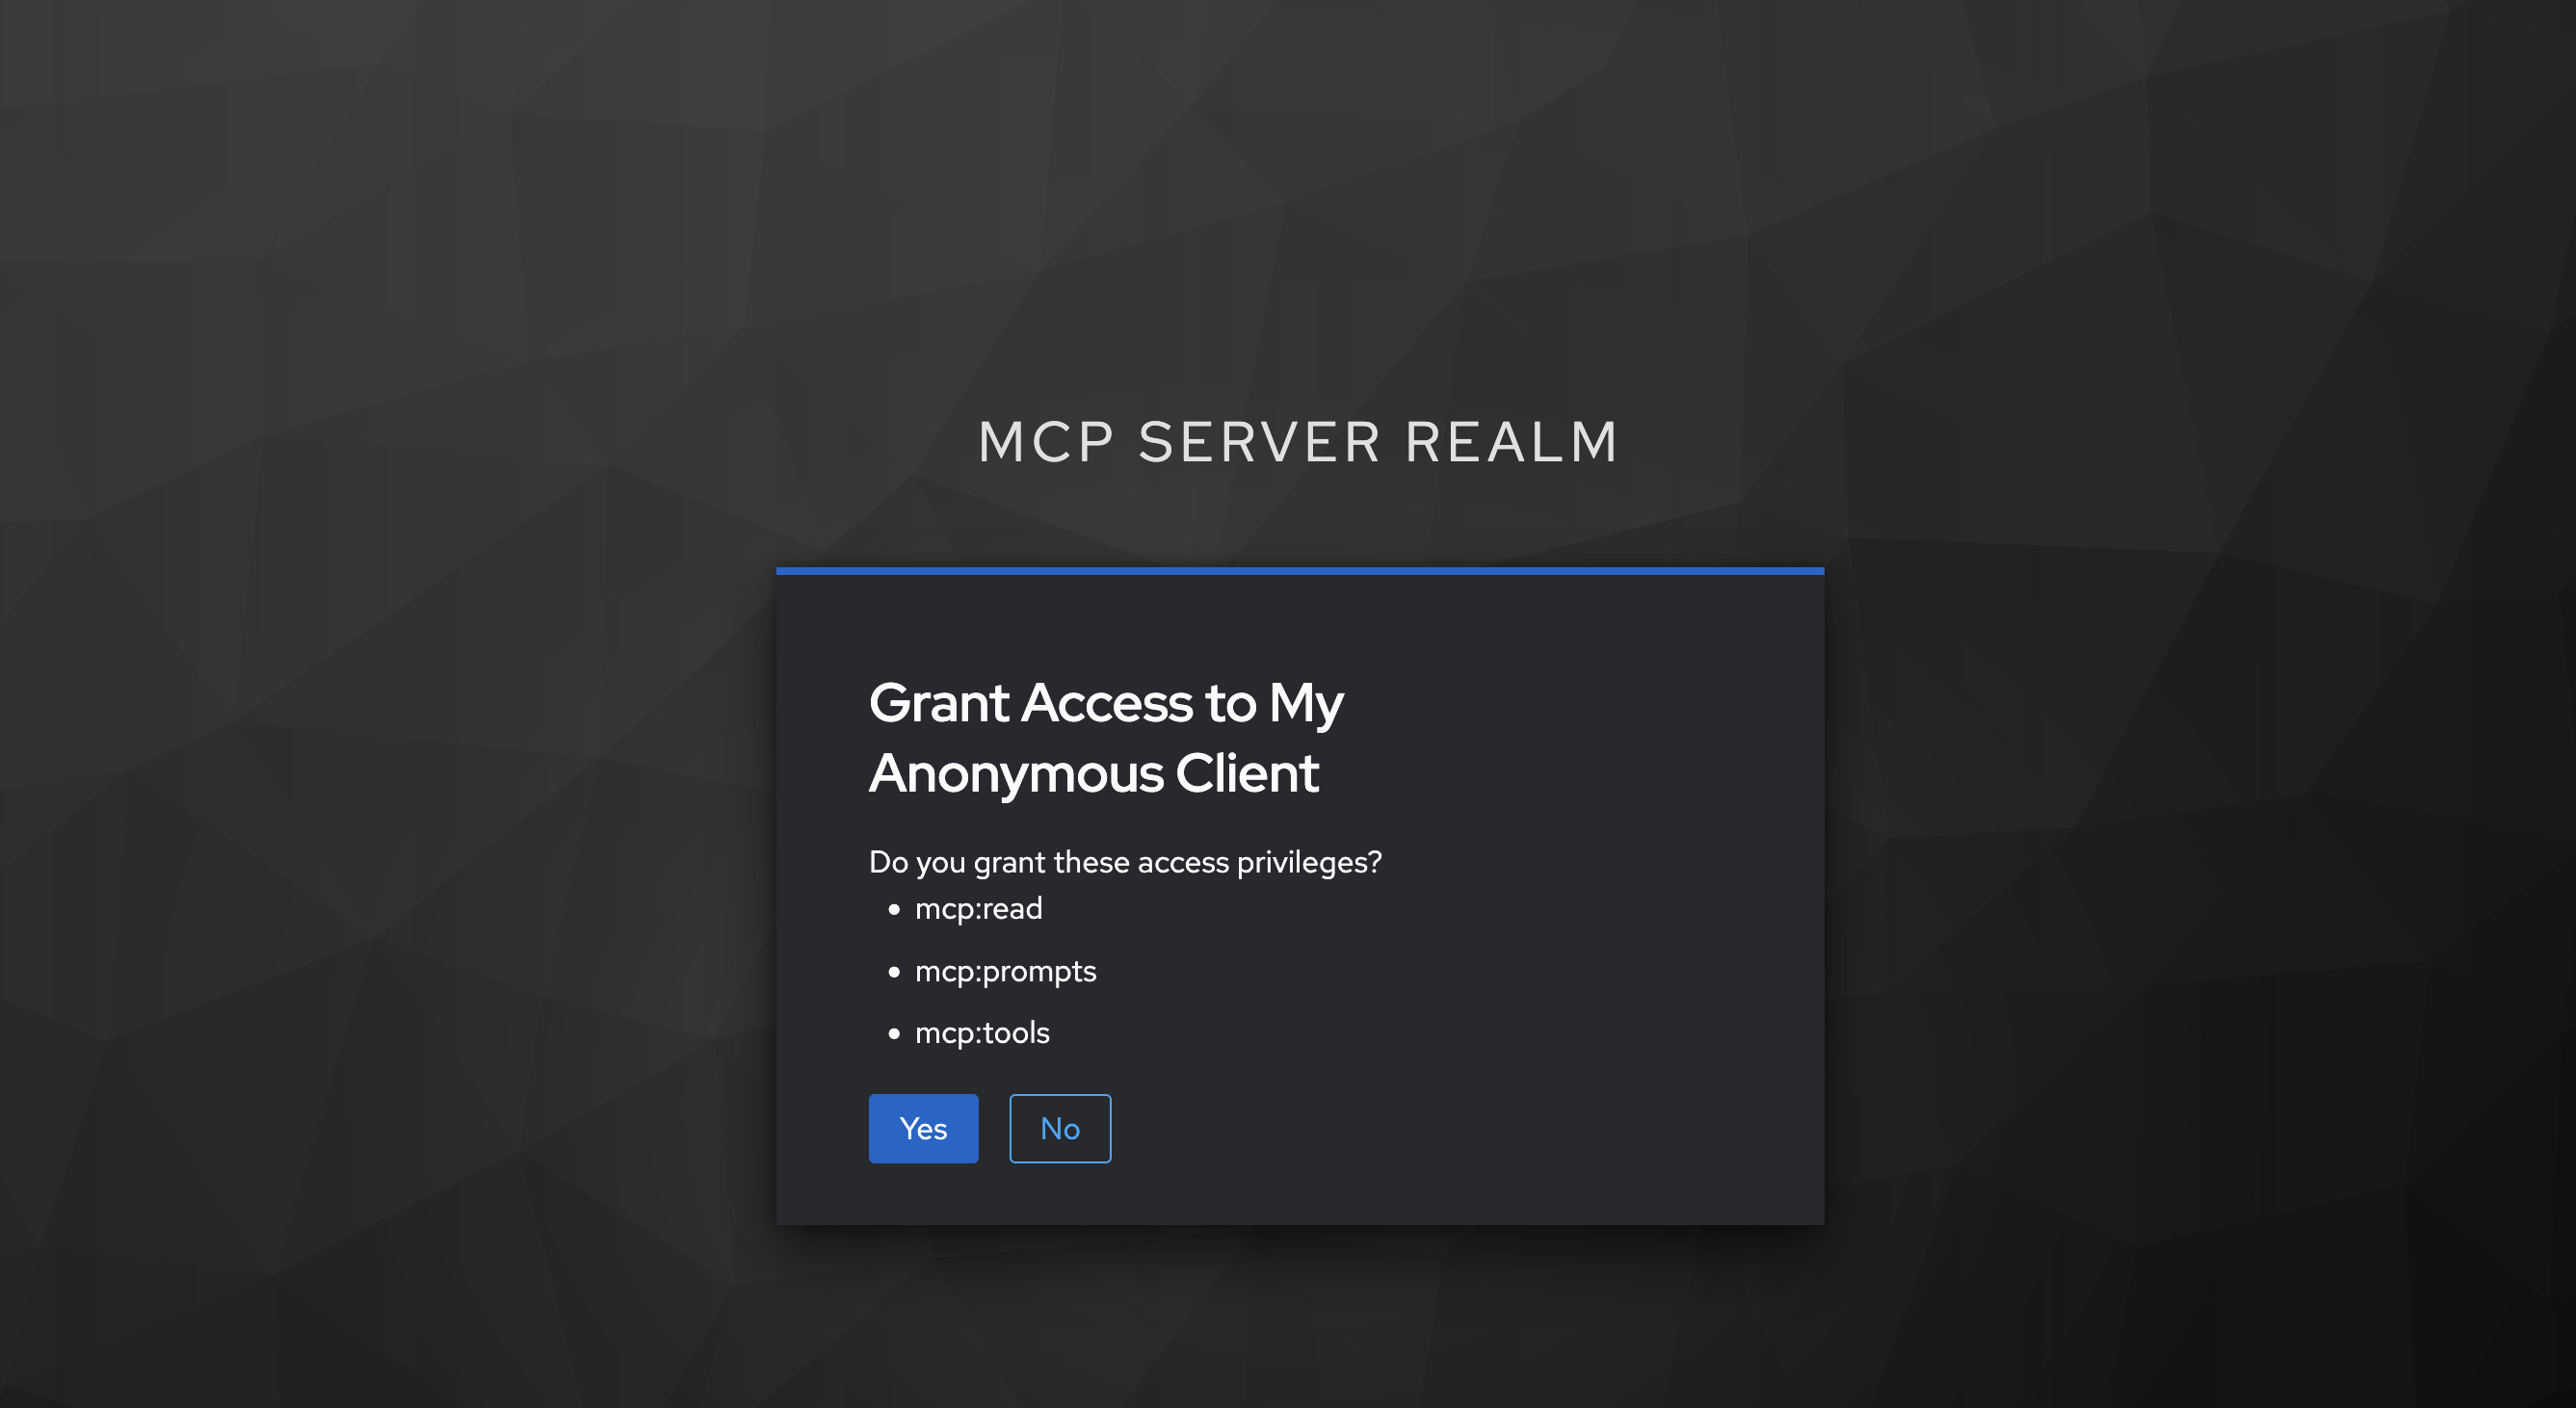 MCP SERVER REALM
Grant Access to My
Anonymous Client
Do you grant these access privileges?
mcp:read
mcp:prompts
mcp:tools
Yes
No